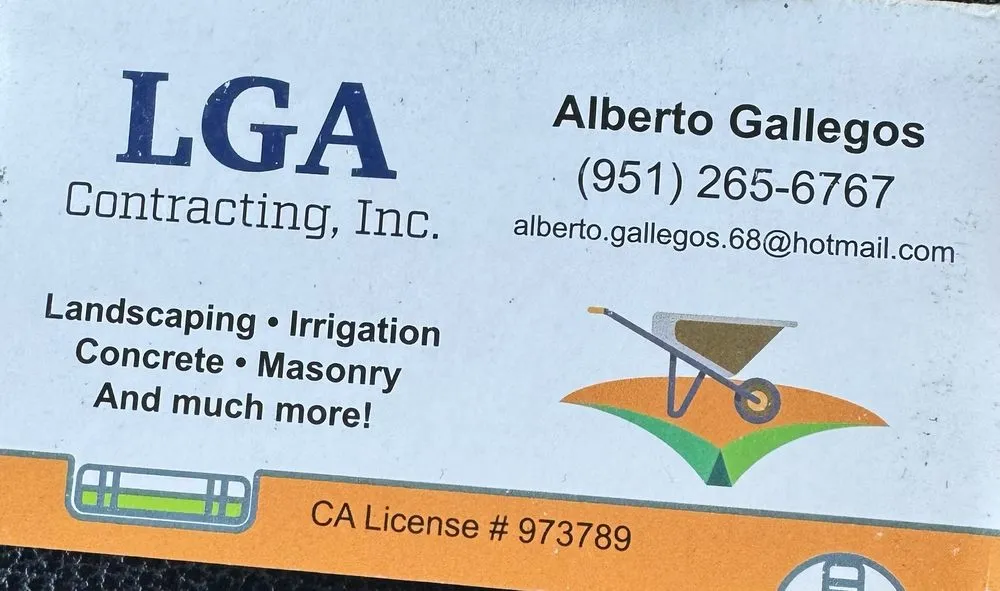 LGA
Contracting, Inc.
Landscaping • Irrigation
Concrete • Masonry
And much more!
Alberto Gallegos
(951) 265-6767
alberto.gallegos.68@hotmail.com
CA License # 973789